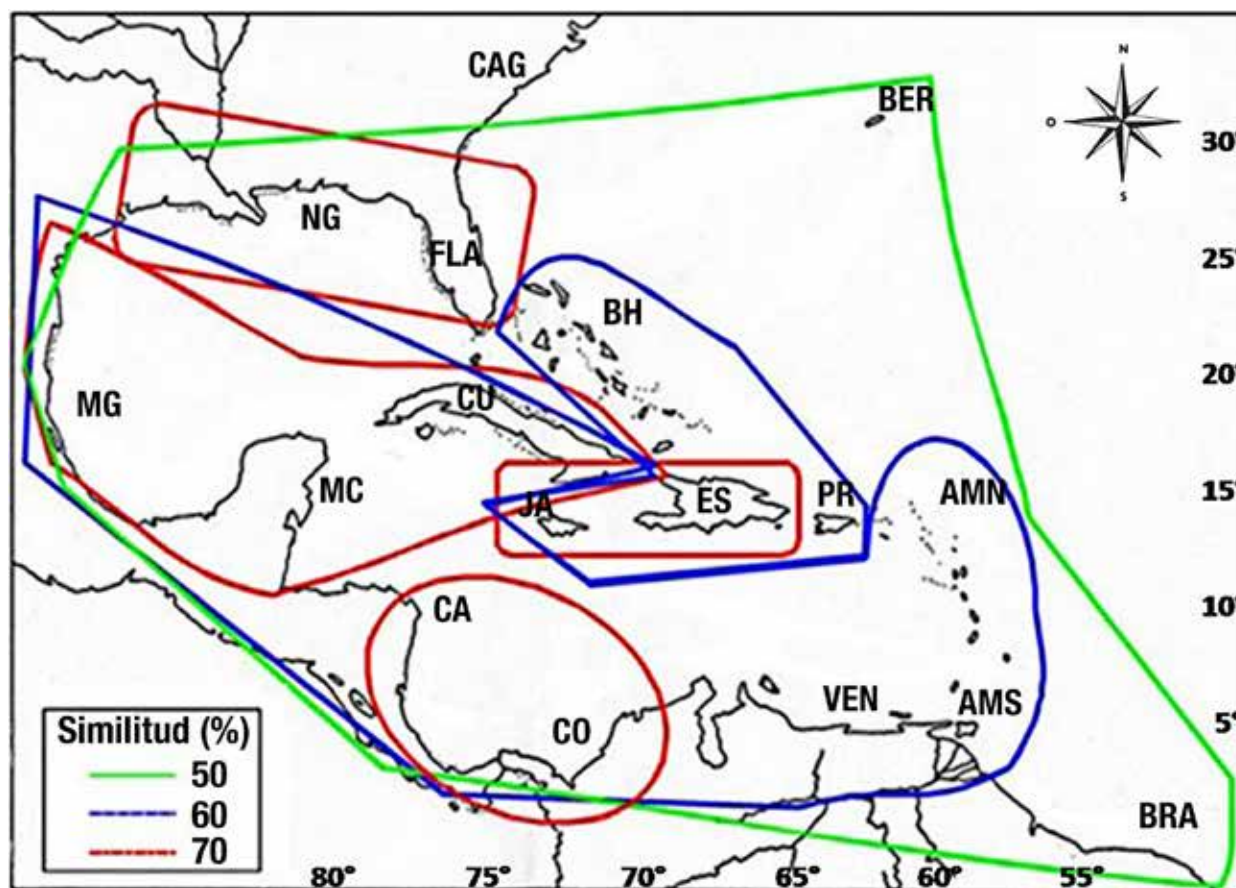 CAG
BER
N
O
S
30°
NG
FLA
25°
BH
20°
CU
MG
MC
JA
ES
PR
AMN
15°
10°
CA
CO
VEN
AMS
5°
BRA
Similitud (%)
50
60
70
80°
75°
70°
65°
60°
55°